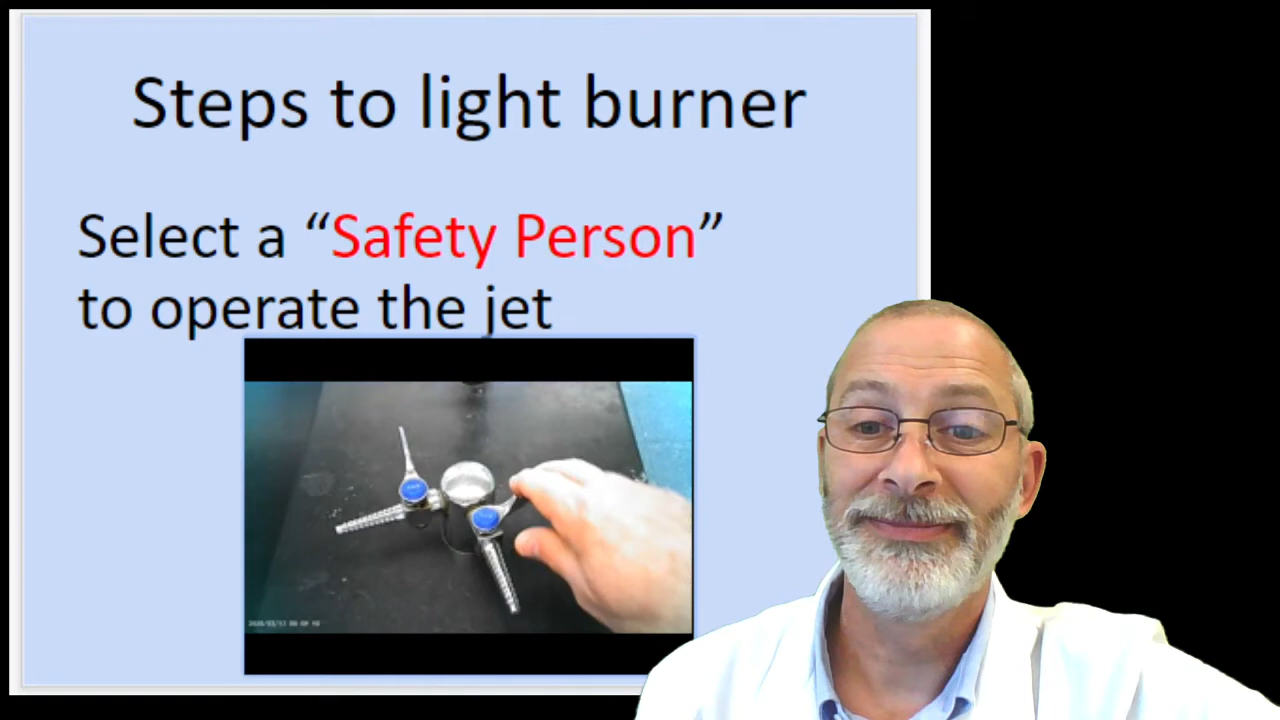 Steps to light burner
Select a “Safety Person”
to operate the jet